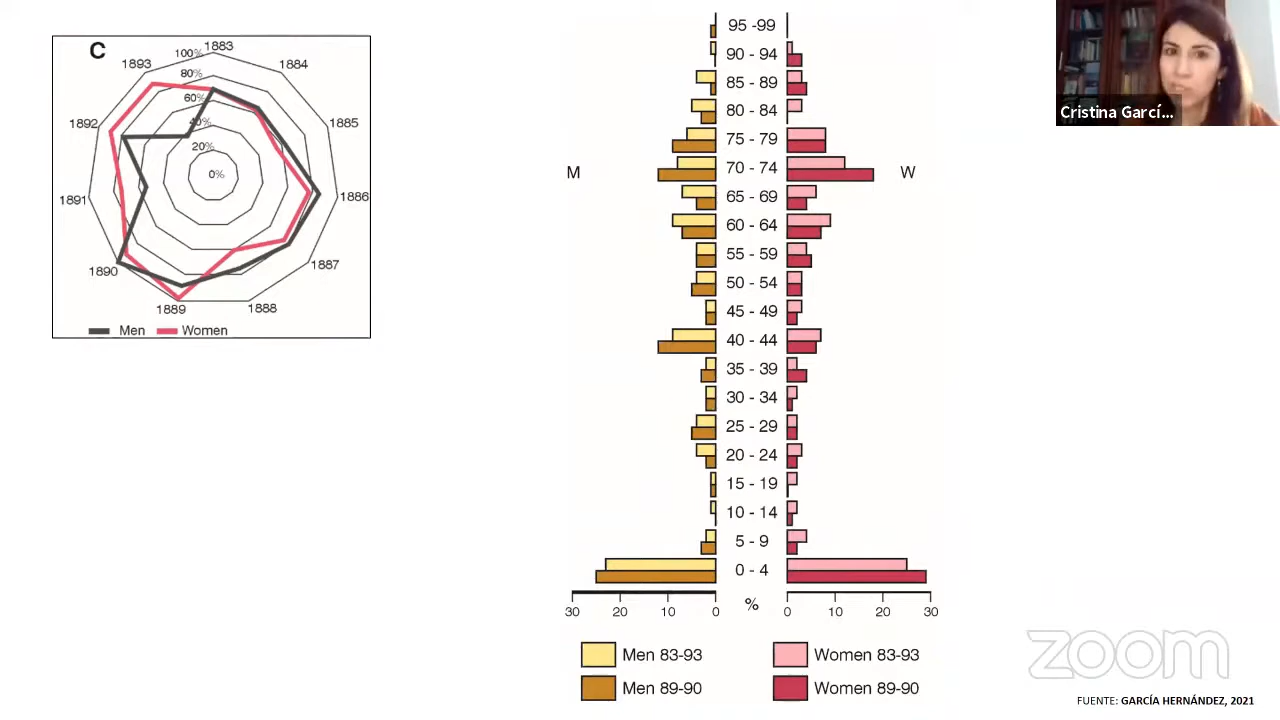 C
100%
80%
60%
40%
20%
0%
1883
1884
1885
1886
1887
1888
1889
1890
1891
1892
1893
Men
Women
M
W
95 -99
90 - 94
85 - 89
80 - 84
75 - 79
70 - 74
65 - 69
60 - 64
55 - 59
50 - 54
45 - 49
40 - 44
35 - 39
30 - 34
25 - 29
20 - 24
15 - 19
10 - 14
5 - 9
0 - 4
30 20 10 0 % 0 10 20 30
Men 83-93
Women 83-93
Men 89-90
Women 89-90
Cristina Garcí...
zoom
FUENTE: GARCÍA HERNÁNDEZ, 2021